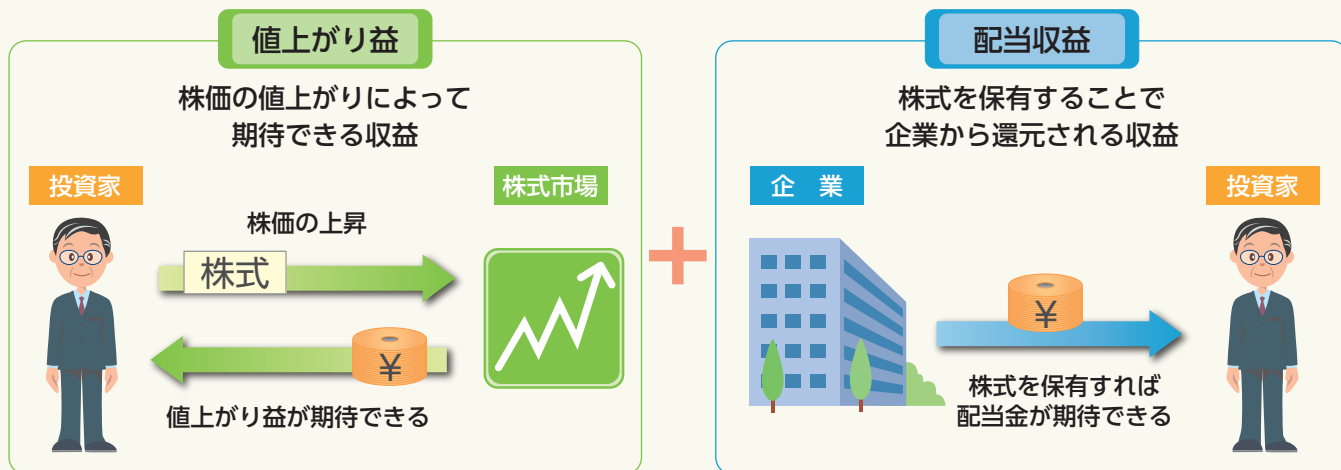 値上がり益
株価の値上がりによって
期待できる収益
投資家
株式市場
株価の上昇
株式
¥
値上がり益が期待できる
+
配当収益
株式を保有することで
企業から還元される収益
企　業
投資家
¥
株式を保有すれば
配当金が期待できる